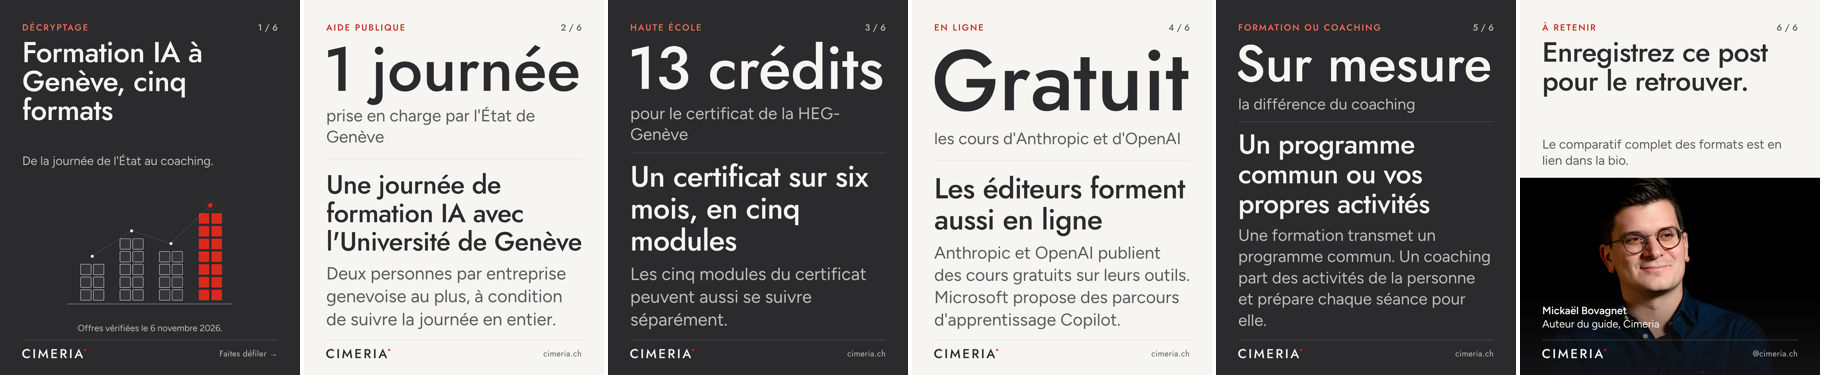 DÉCRYPTAGE
1 / 6
Formation IA à
Genève, cinq
formats
De la journée de l'État au coaching.
Offres vérifiées le 6 novembre 2026.
CIMERIA
Faites défiler →
AIDE PUBLIQUE
2 / 6
1 journée
prise en charge par l'État de
Genève
Une journée de
formation IA avec
l'Université de Genève
Deux personnes par entreprise
genevoise au plus, à condition
de suivre la journée en entier.
CIMERIA
cimeria.ch
HAUTE ÉCOLE
3 / 6
13 crédits
pour le certificat de la HEG-
Genève
Un certificat sur six
mois, en cinq
modules
Les cinq modules du certificat
peuvent aussi se suivre
séparément.
CIMERIA
cimeria.ch
EN LIGNE
4 / 6
Gratuit
les cours d'Anthropic et d'OpenAI
Les éditeurs forment
aussi en ligne
Anthropic et OpenAI publient
des cours gratuits sur leurs outils.
Microsoft propose des parcours
d'apprentissage Copilot.
CIMERIA
cimeria.ch
FORMATION OU COACHING
5 / 6
Sur mesure
la différence du coaching
Un programme
commun ou vos
propres activités
Une formation transmet un
programme commun. Un coaching
part des activités de la personne
et prépare chaque séance pour
elle.
CIMERIA
cimeria.ch
À RETENIR
6 / 6
Enregistrez ce post
pour le retrouver.
Le comparatif complet des formats est en
lien dans la bio.
Mickaël Bovagnet
Auteur du guide, Cimeria
CIMERIA
@cimeria.ch